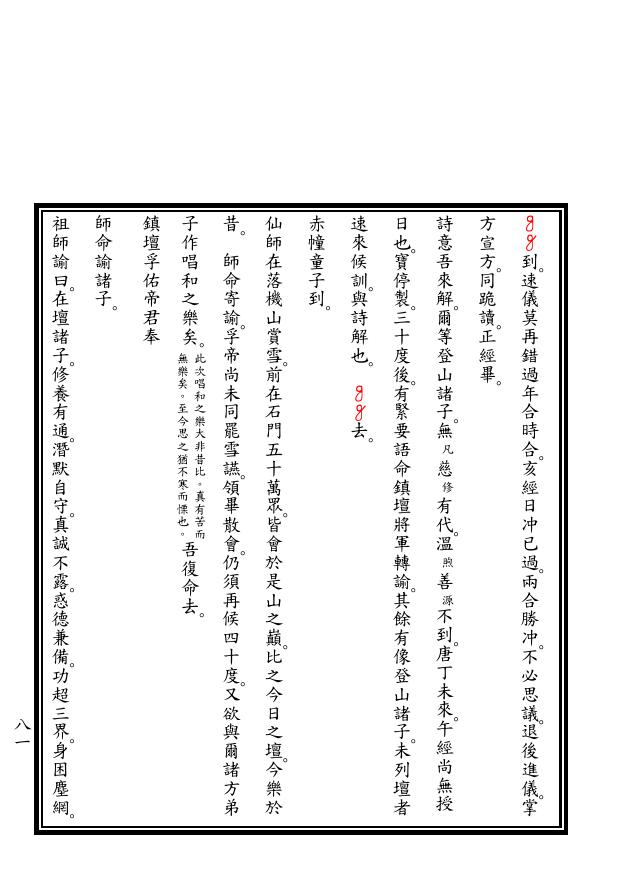 到。速儀莫再錯過年合時合。亥經日冲已過。兩合勝冲。不必思議。退後進儀。掌
方宣方。同跪讀。正經畢。
詩意吾來解。爾等登山諸子。無凡慈修有代。溫煦善源不到。唐丁未來。午經尚無授
日也。寶停製。三十度後。有緊要語命鎮壇將軍轉諭。其餘有像登山諸子。未列壇者
速來候訓。與詩解也。去。
赤幢童子到。
仙師在落機山賞雪。前在石門五十萬眾。皆會於是山之巔。比之今日之壇。今樂於
昔。　師命寄諭。孚帝尚未同罷雪讌。領畢散會。仍須再候四十度。又欲與爾諸方弟
子作唱和之樂矣。此次唱和之樂大非昔比。真有苦而無樂矣。至今思之猶不寒而慄也。吾復命去。
鎮壇孚佑帝君奉
師命諭諸子。
祖師諭曰。在壇諸子。修養有通。潛默自守。真誠不露。惑德兼備。功超三界。身困塵網。
八一